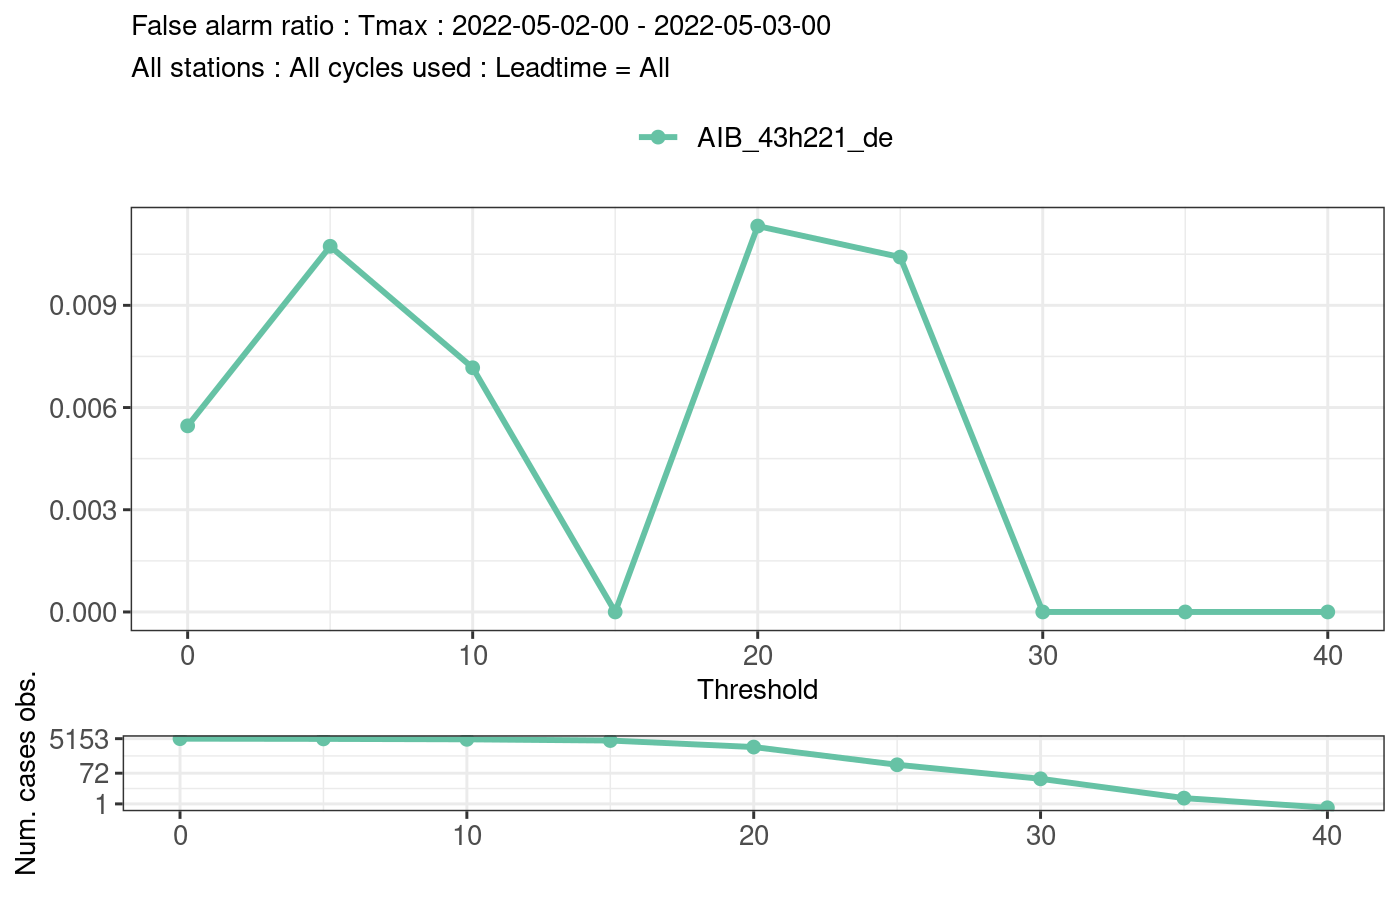 False alarm ratio : Tmax : 2022-05-02-00 - 2022-05-03-00
All stations : All cycles used : Leadtime = All
AIB_43h221_de
0.009
0.006
0.003
0.000
0 10 20 30 40
Threshold
Num. cases obs.
5153
72
1
0 10 20 30 40